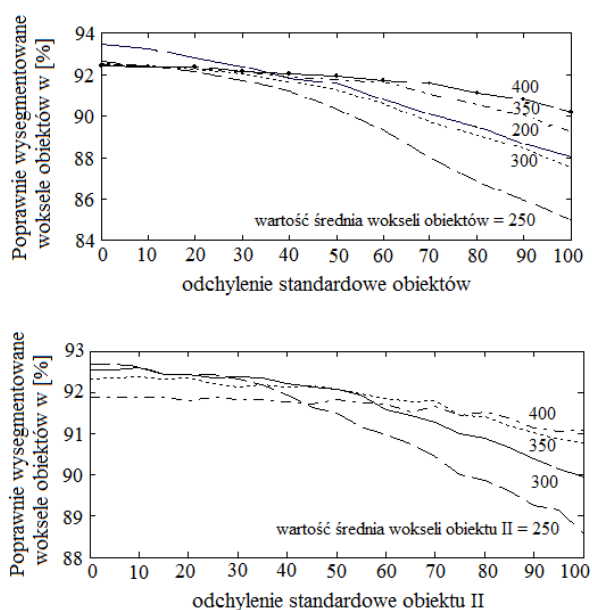 Poprawnie wysegmentowane
woksele obiektów w [%]
94
92
90
88
86
84
400
350
200
300
wartość średnia wokseli obiektów = 250
0 10 20 30 40 50 60 70 80 90 100
odchylenie standardowe obiektów
Poprawnie wysegmentowane
woksele obiektów w [%]
93
92
91
90
89
88
400
350
300
wartość średnia wokseli obiektu II = 250
0 10 20 30 40 50 60 70 80 90 100
odchylenie standardowe obiektu II